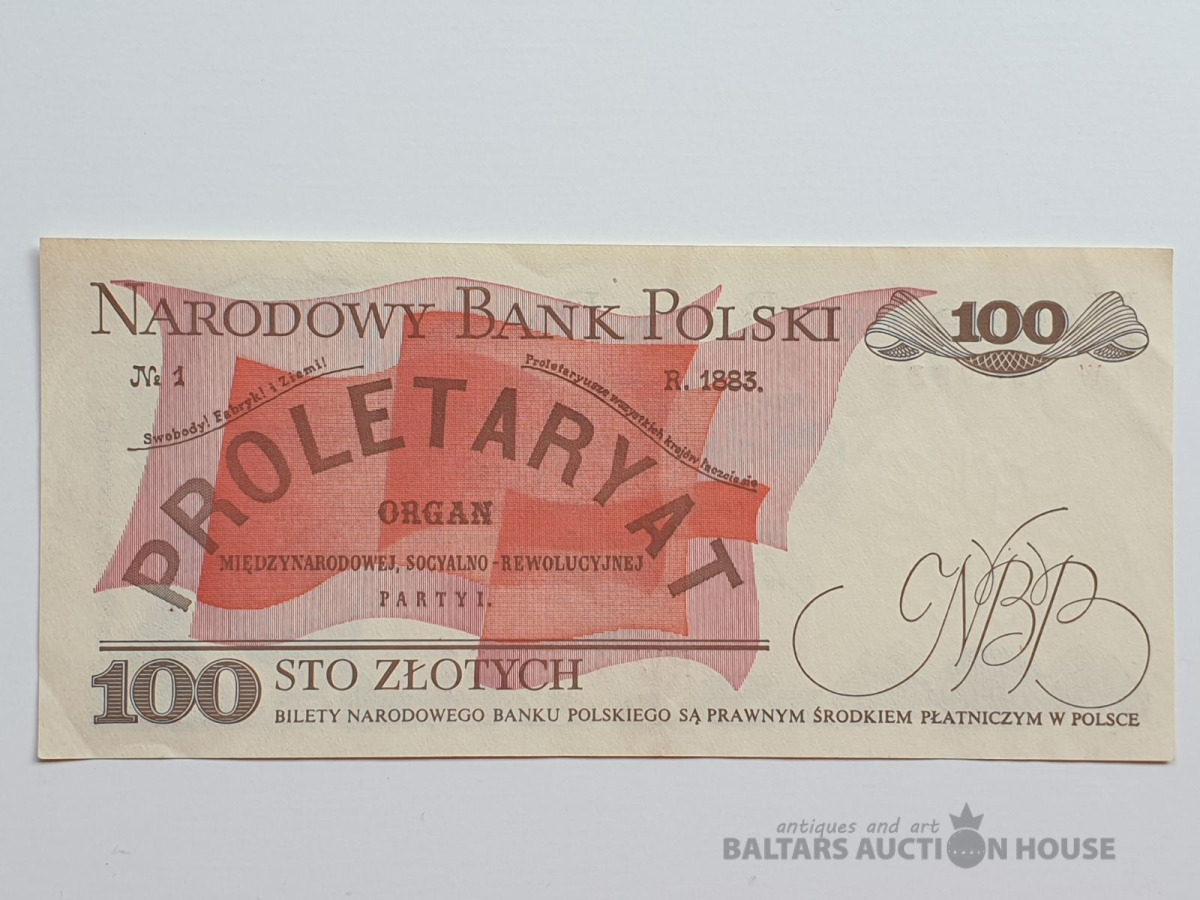 NARODOWY BANK POLSKI
100
№ 1
R. 1883.
Swobody! Fabryk! i Ziemi!
Proletaryusze wszystkich krajów łączcie się
PROLETARYAT
ORGAN
MIĘDZYNARODOWEJ, SOCYALNO-REWOLUCYJNEJ
PARTYI.
NBP
100 STO ZŁOTYCH
BILETY NARODOWEGO BANKU POLSKIEGO SĄ PRAWNYM ŚRODKIEM PŁATNICZYM W POLSCE
antiques and art
BALTARS AUCTION HOUSE